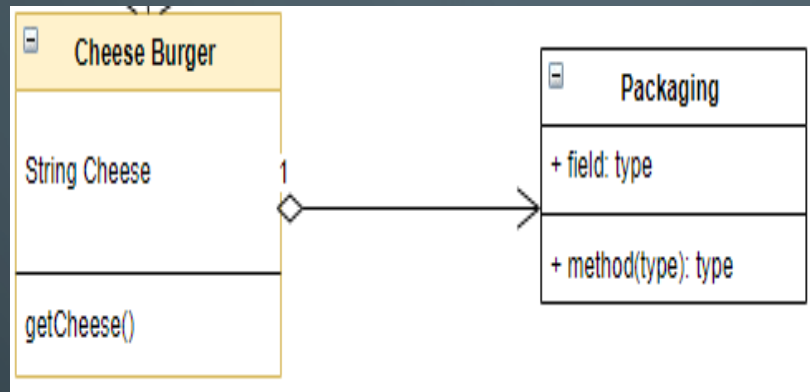 Cheese Burger
String Cheese
1
getCheese()
Packaging
+ field: type
+ method(type): type